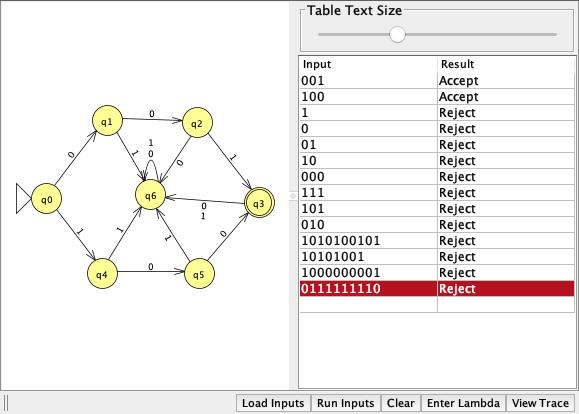 Table Text Size
Input Result
001 Accept
100 Accept
1 Reject
0 Reject
01 Reject
10 Reject
000 Reject
111 Reject
101 Reject
010 Reject
1010100101 Reject
10101001 Reject
1000000001 Reject
0111111110 Reject
q1
0
q2
0
1
1
0
0
1
q0
q6
q3
0
1
1
1
1
0
q4
0
q5
Load Inputs Run Inputs Clear Enter Lambda View Trace